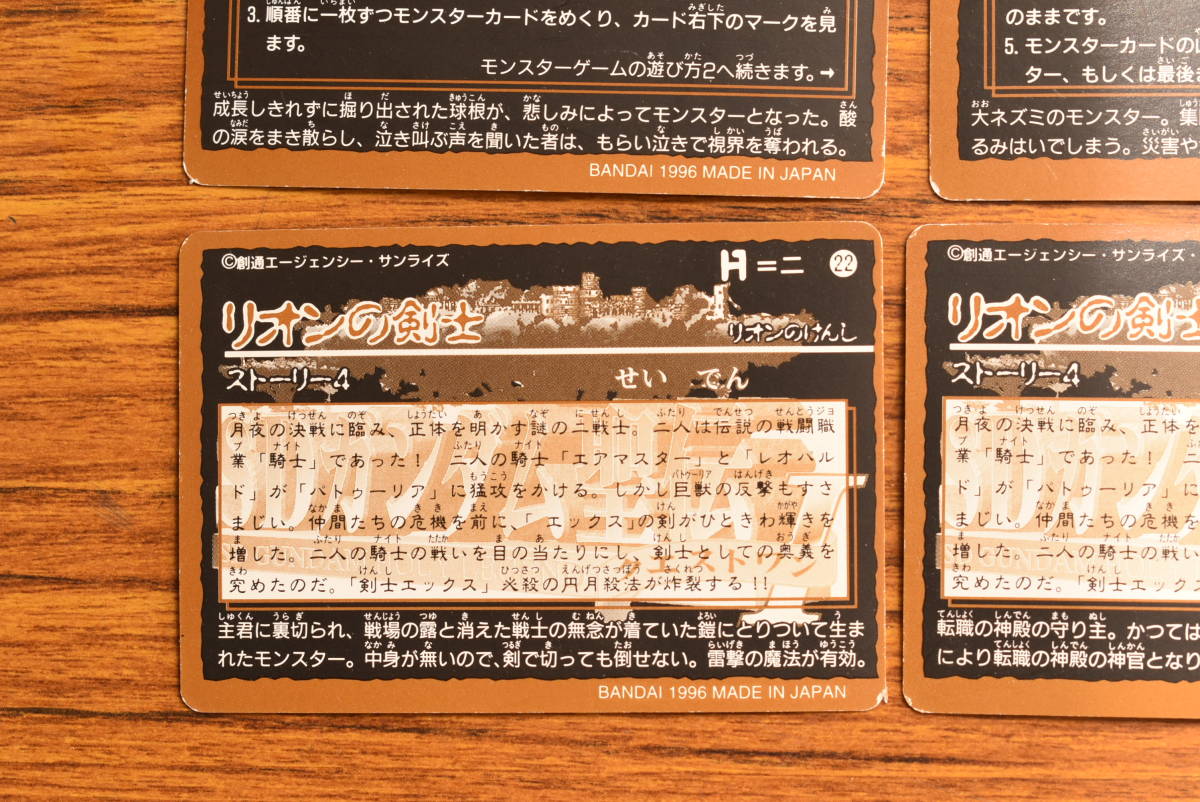 3. 順番に一枚ずつモンスターカードをめくり、カード右下のマークを見
ます。
モンスターゲームの遊び方2へ続きます。➡
成長しきれずに掘り出された球根が、悲しみによってモンスターとなった。酸
の涙をまき散らし、泣き叫ぶ声を聞いた者は、もらい泣きで視界を奪われる。
BANDAI 1996 MADE IN JAPAN
のままです。
5. モンスターカードの
ター、もしくは最後
大ネズミのモンスター。集
るみはいでしまう。災害や
©創通エージェンシー・サンライズ
=ニ 22
リオンの剣士
リオンのけんし
ストーリー4
せいでん
月夜の決戦に臨み、正体を明かす謎の二戦士。二人は伝説の戦闘職
業「騎士」であった! 二人の騎士「エアマスター」と「レオパル
ド」が「パトゥーリア」に猛攻をかける。しかし巨獣の反撃もすさ
まじい。仲間たちの危機を前に、「エックス」の剣がひときわ輝きを
増した。二人の騎士の戦いを目の当たりにし、剣士としての奥義を
究めたのだ。「剣士エックス」必殺の円月殺法が炸裂する!!
主君に裏切られ、戦場の露と消えた戦士の無念が着ていた鎧にとりついて生ま
れたモンスター。中身が無いので、剣で切っても倒せない。雷撃の魔法が有効。
BANDAI 1996 MADE IN JAPAN
©創通エージェンシー・サンライズ・
リオンの剣士
ストーリー4
月夜の決戦に臨み、正体
業「騎士」であった! 二
ド」が「パトゥーリア」に
まじい。仲間たちの危機
増した。二人の騎士の戦い
究めたのだ。「剣士エックス
転職の神殿の守り主。かつては
により転職の神殿の神官となり